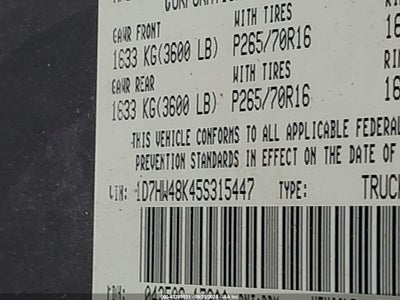 CORPORATION
GAWR FRONT WITH TIRES
1633 KG(3600 LB) P265/70R16
GAWR REAR WITH TIRES
1633 KG(3600 LB) P265/70R16
THIS VEHICLE CONFORMS TO ALL APPLICABLE FEDERAL
PREVENTION STANDARDS IN EFFECT ON THE DATE OF
VIN: 1D7HW48K45S315447 TYPE: TRUCK